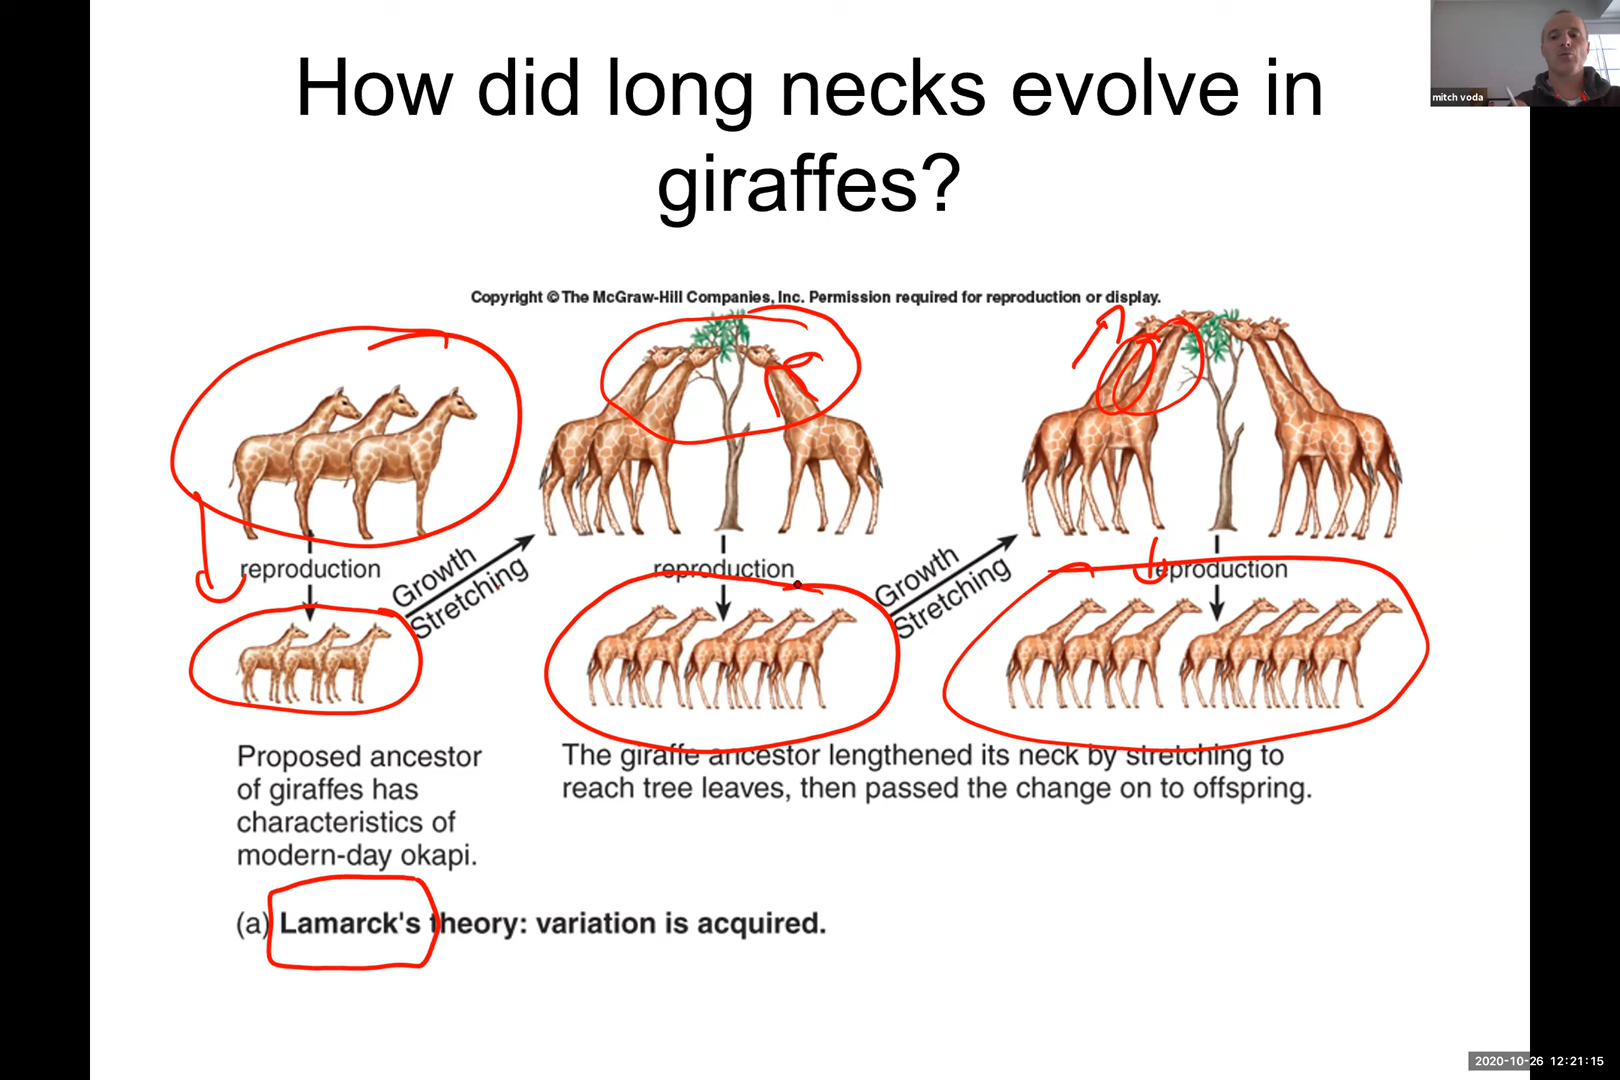 How did long necks evolve in
giraffes?
mitch voda
Copyright © The McGraw-Hill Companies, Inc. Permission required for reproduction or display.
reproduction
Growth
Stretching
reproduction
Growth
Stretching
reproduction
Proposed ancestor
of giraffes has
characteristics of
modern-day okapi.
The giraffe ancestor lengthened its neck by stretching to
reach tree leaves, then passed the change on to offspring.
(a) Lamarck's theory: variation is acquired.
2020-10-26 12:21:15